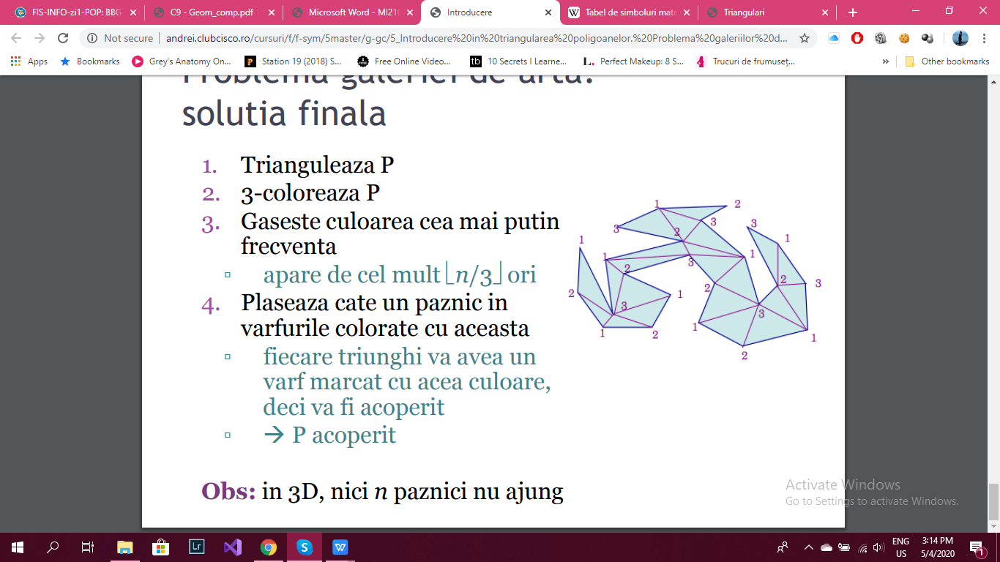 FIS-INFO-zi1-POP: BBG
C9 - Geom_comp.pdf
Microsoft Word - MI210
Introducere
Tabel de simboluri mate
Triangulari
Not secure | andrei.clubcisco.ro/cursuri/f/f-sym/5master/g-gc/5_Introducere%20in%20triangularea%20poligoanelor.%20Problema%20galeriilor%20d...
Apps
Bookmarks
Grey's Anatomy On...
Station 19 (2018) S...
Free Online Video...
10 Secrets I Learne...
Perfect Makeup: 8 S...
Trucuri de frumuseț...
»
Other bookmarks
Problema galeriei de arta:
solutia finala
1. Trianguleaza P
2. 3-coloreaza P
3. Gaseste culoarea cea mai putin
frecventa
apare de cel mult ⌊n/3⌋ ori
4. Plaseaza cate un paznic in
varfurile colorate cu aceasta
fiecare triunghi va avea un
varf marcat cu acea culoare,
deci va fi acoperit
→ P acoperit
Obs: in 3D, nici n paznici nu ajung
1 2
3 3 3
2 1
1 1 1
3
2 2 3
2 2
1
3 3
1 1
1 2
2
Activate Windows
Go to Settings to activate Windows.
Lr
ENG
US
3:14 PM
5/4/2020
1